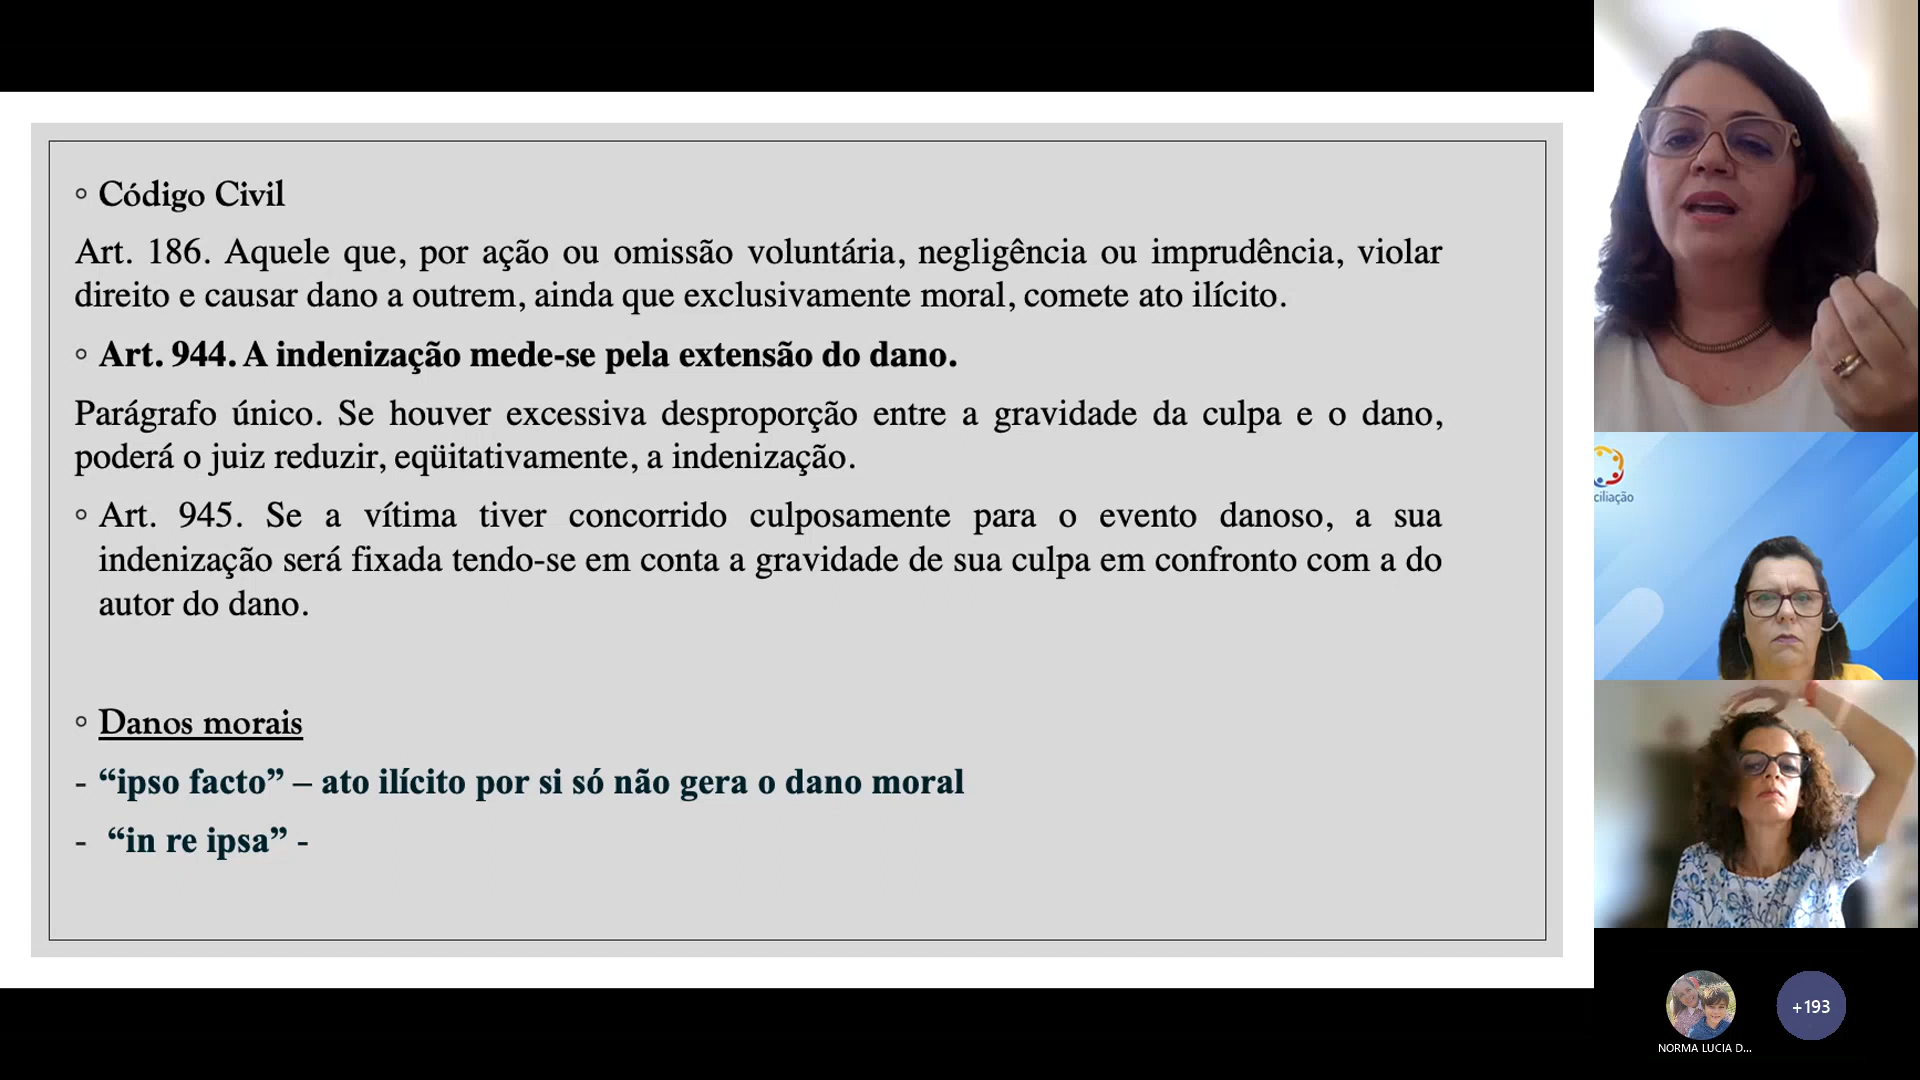 Código Civil
Art. 186. Aquele que, por ação ou omissão voluntária, negligência ou imprudência, violar
direito e causar dano a outrem, ainda que exclusivamente moral, comete ato ilícito.
Art. 944. A indenização mede-se pela extensão do dano.
Parágrafo único. Se houver excessiva desproporção entre a gravidade da culpa e o dano,
poderá o juiz reduzir, eqüitativamente, a indenização.
Art. 945. Se a vítima tiver concorrido culposamente para o evento danoso, a sua
indenização será fixada tendo-se em conta a gravidade de sua culpa em confronto com a do
autor do dano.
Danos morais
- “ipso facto” – ato ilícito por si só não gera o dano moral
- “in re ipsa” -
ciliação
+193
NORMA LUCIA D...